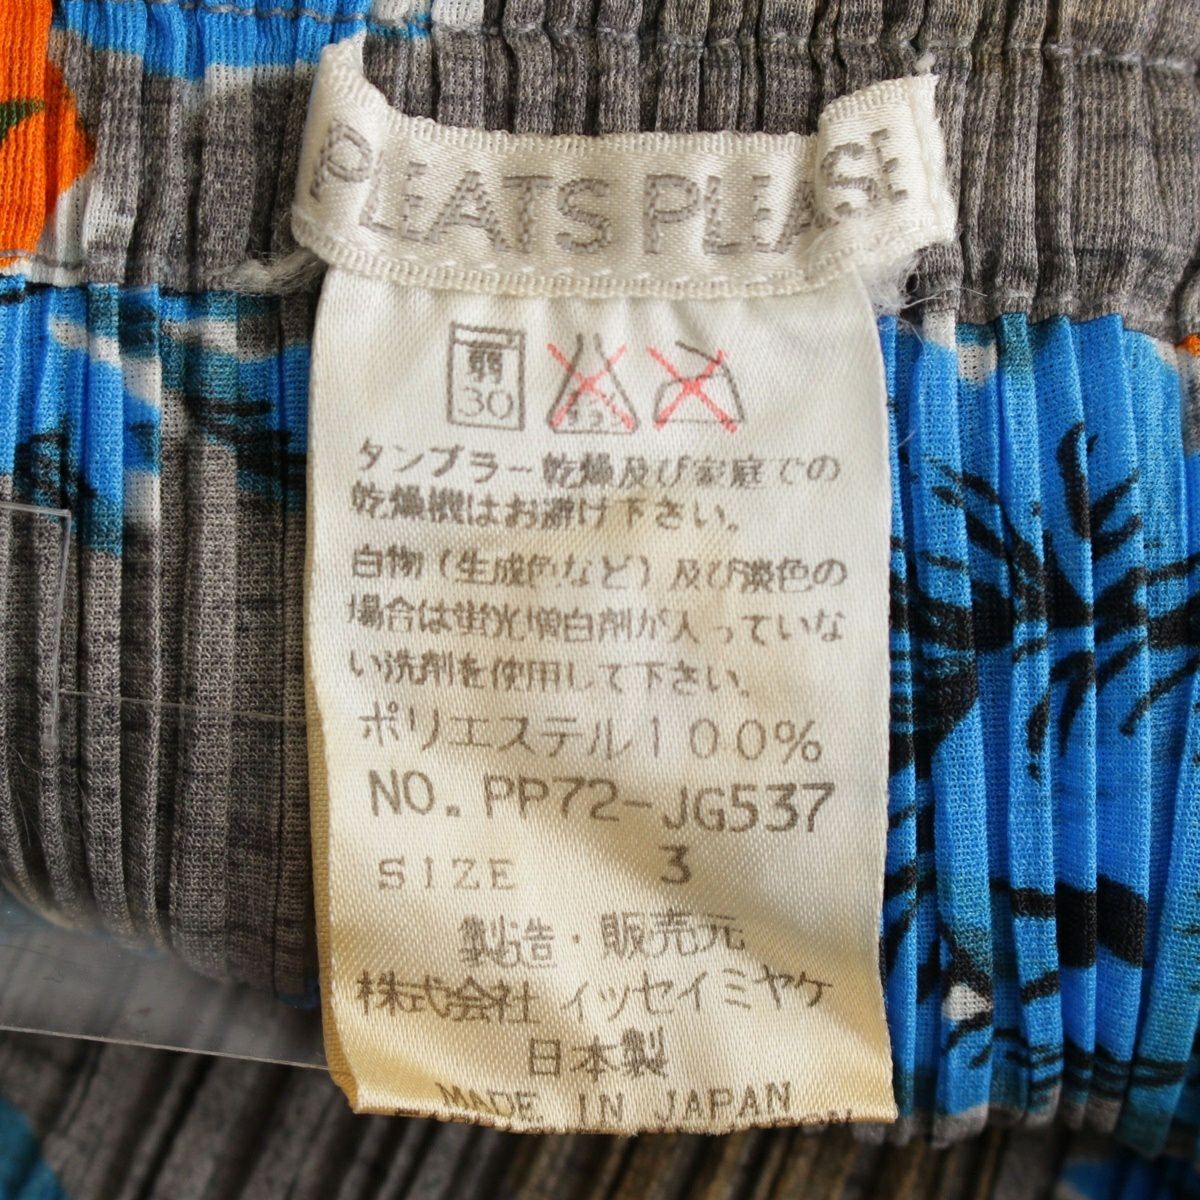 PLEATS PLEASE
弱
30
タンブラー乾燥及び家庭での
乾燥機はお避け下さい。
白物(生成色など)及び淡色の
場合は蛍光増白剤が入っていな
い洗剤を使用して下さい。
ポリエステル100%
NO. PP72-JG537
SIZE 3
製造・販売元
株式会社イッセイミヤケ
日本製
MADE IN JAPAN